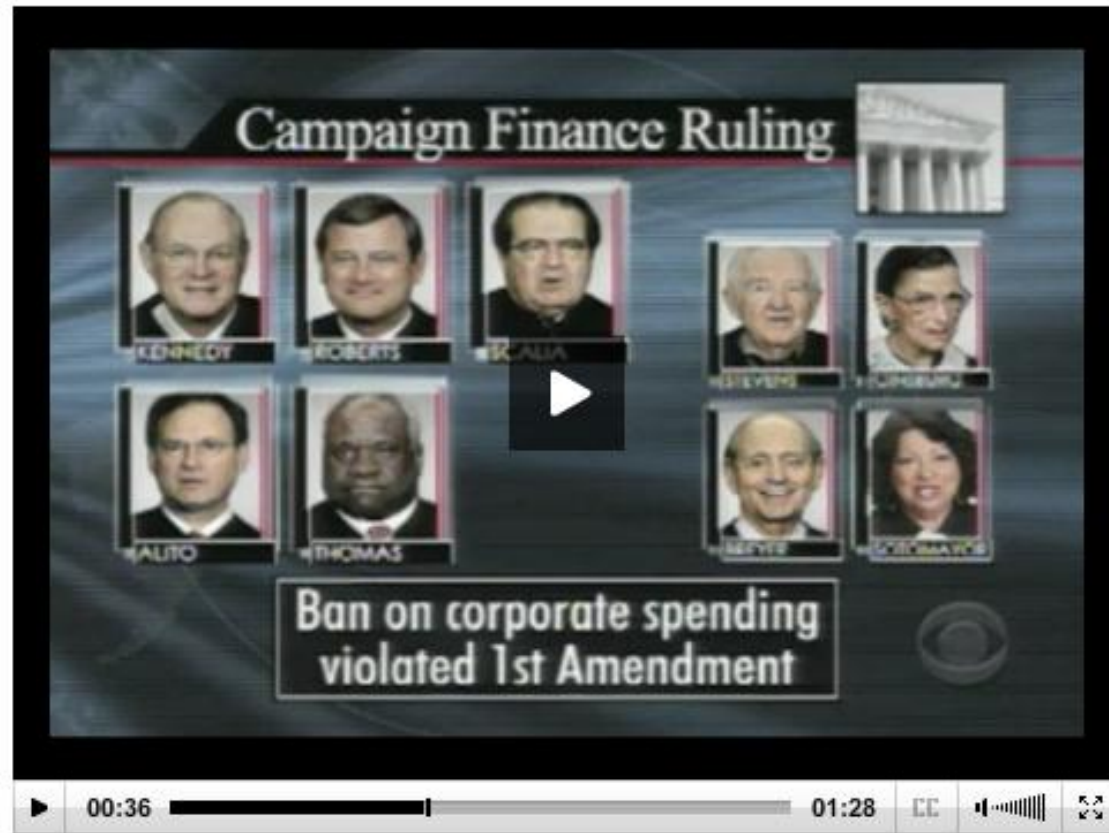 Campaign Finance Ruling
KENNEDY
ROBERTS
SCALIA
STEVENS
GINSBURG
ALITO
THOMAS
BREYER
SOTOMAYOR
Ban on corporate spending
violated 1st Amendment
00:36
01:28
CC